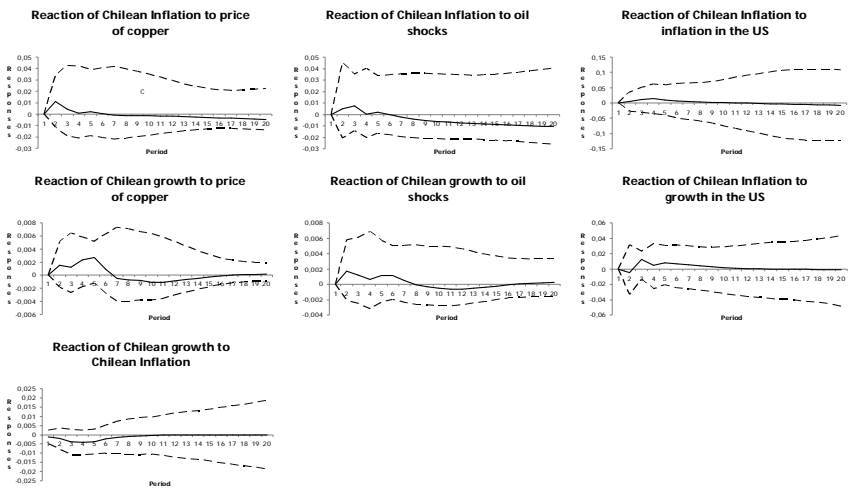 Reaction of Chilean Inflation to price
of copper
0,05
0,04
0,03
0,02
0,01
0
-0,01
-0,02
-0,03
Responses
C
1 2 3 4 5 6 7 8 9 10 11 12 13 14 15 16 17 18 19 20
Period
Reaction of Chilean Inflation to oil
shocks
0,05
0,04
0,03
0,02
0,01
0
-0,01
-0,02
-0,03
Responses
1 2 3 4 5 6 7 8 9 10 11 12 13 14 15 16 17 18 19 20
Period
Reaction of Chilean Inflation to
inflation in the US
0,15
0,1
0,05
0
-0,05
-0,1
-0,15
Responses
1 2 3 4 5 6 7 8 9 10 11 12 13 14 15 16 17 18 19 20
Period
Reaction of Chilean growth to price
of copper
0,008
0,006
0,004
0,002
0
-0,002
-0,004
-0,006
Responses
1 2 3 4 5 6 7 8 9 10 11 12 13 14 15 16 17 18 19 20
Period
Reaction of Chilean growth to oil
shocks
0,008
0,006
0,004
0,002
0
-0,002
-0,004
Responses
1 2 3 4 5 6 7 8 9 10 11 12 13 14 15 16 17 18 19 20
Period
Reaction of Chilean Inflation to
growth in the US
0,06
0,04
0,02
0
-0,02
-0,04
-0,06
Responses
1 2 3 4 5 6 7 8 9 10 11 12 13 14 15 16 17 18 19 20
Period
Reaction of Chilean growth to
Chilean Inflation
0,025
0,02
0,015
0,01
0,005
0
-0,005
-0,01
-0,015
-0,02
-0,025
Responses
1 2 3 4 5 6 7 8 9 10 11 12 13 14 15 16 17 18 19 20
Period